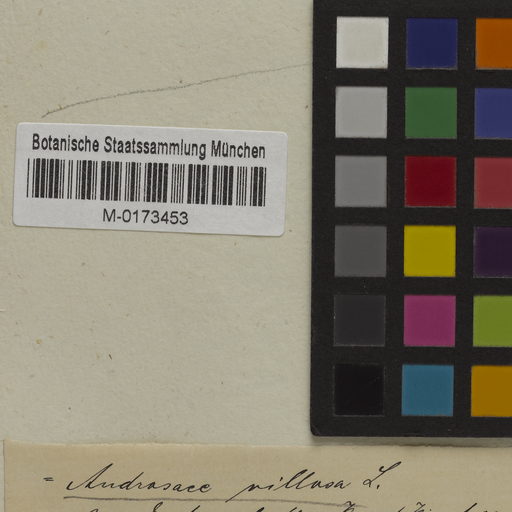 Botanische Staatssammlung München
M-0173453
= Androsace villosa L.